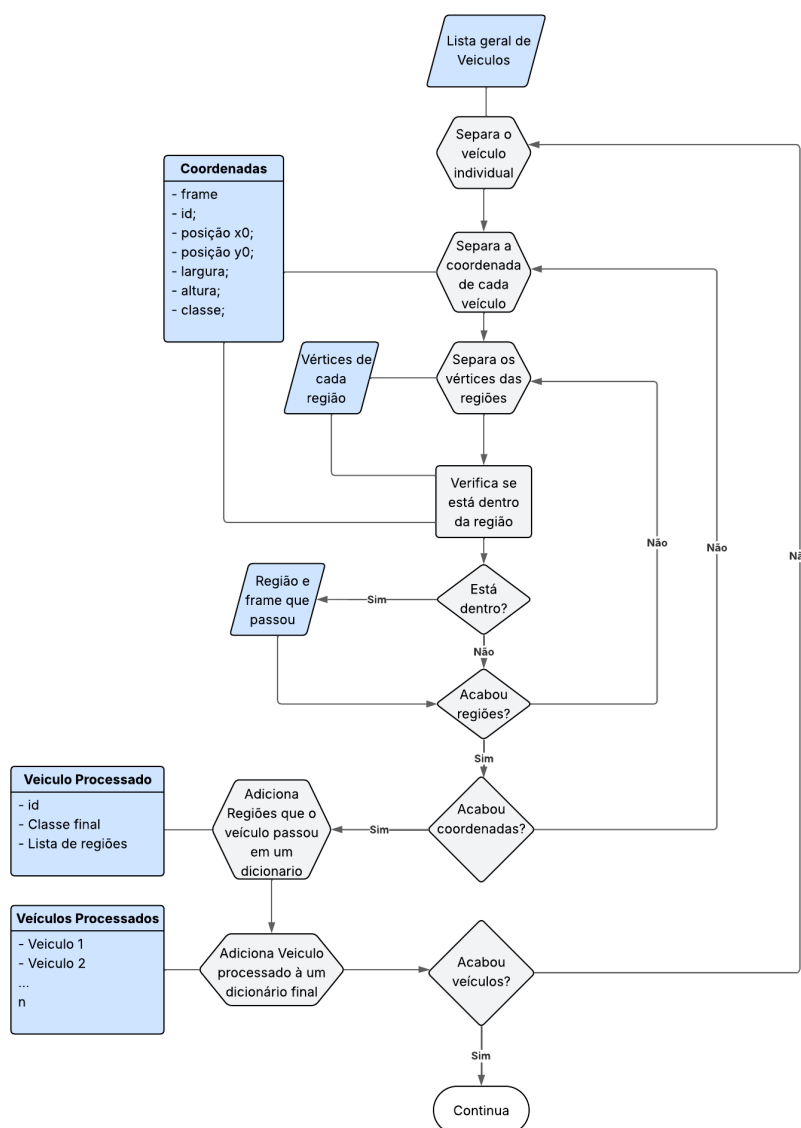 Lista geral de
Veiculos
Separa o
veículo
individual
Coordenadas
- frame
- id;
- posição x0;
- posição y0;
- largura;
- altura;
- classe;
Separa a
coordenada
de cada
veículo
Vértices de
cada
região
Separa os
vértices das
regiões
Verifica se
está dentro
da região
Não
Não
Região e
frame que
passou
Sim
Está
dentro?
Não
Acabou
regiões?
Sim
Veiculo Processado
- id
- Classe final
- Lista de regiões
Adiciona
Regiões que o
veículo passou
em um
dicionario
Sim
Acabou
coordenadas?
Veículos Processados
- Veiculo 1
- Veiculo 2
...
n
Adiciona Veiculo
processado à um
dicionário final
Acabou
veículos?
Sim
Continua